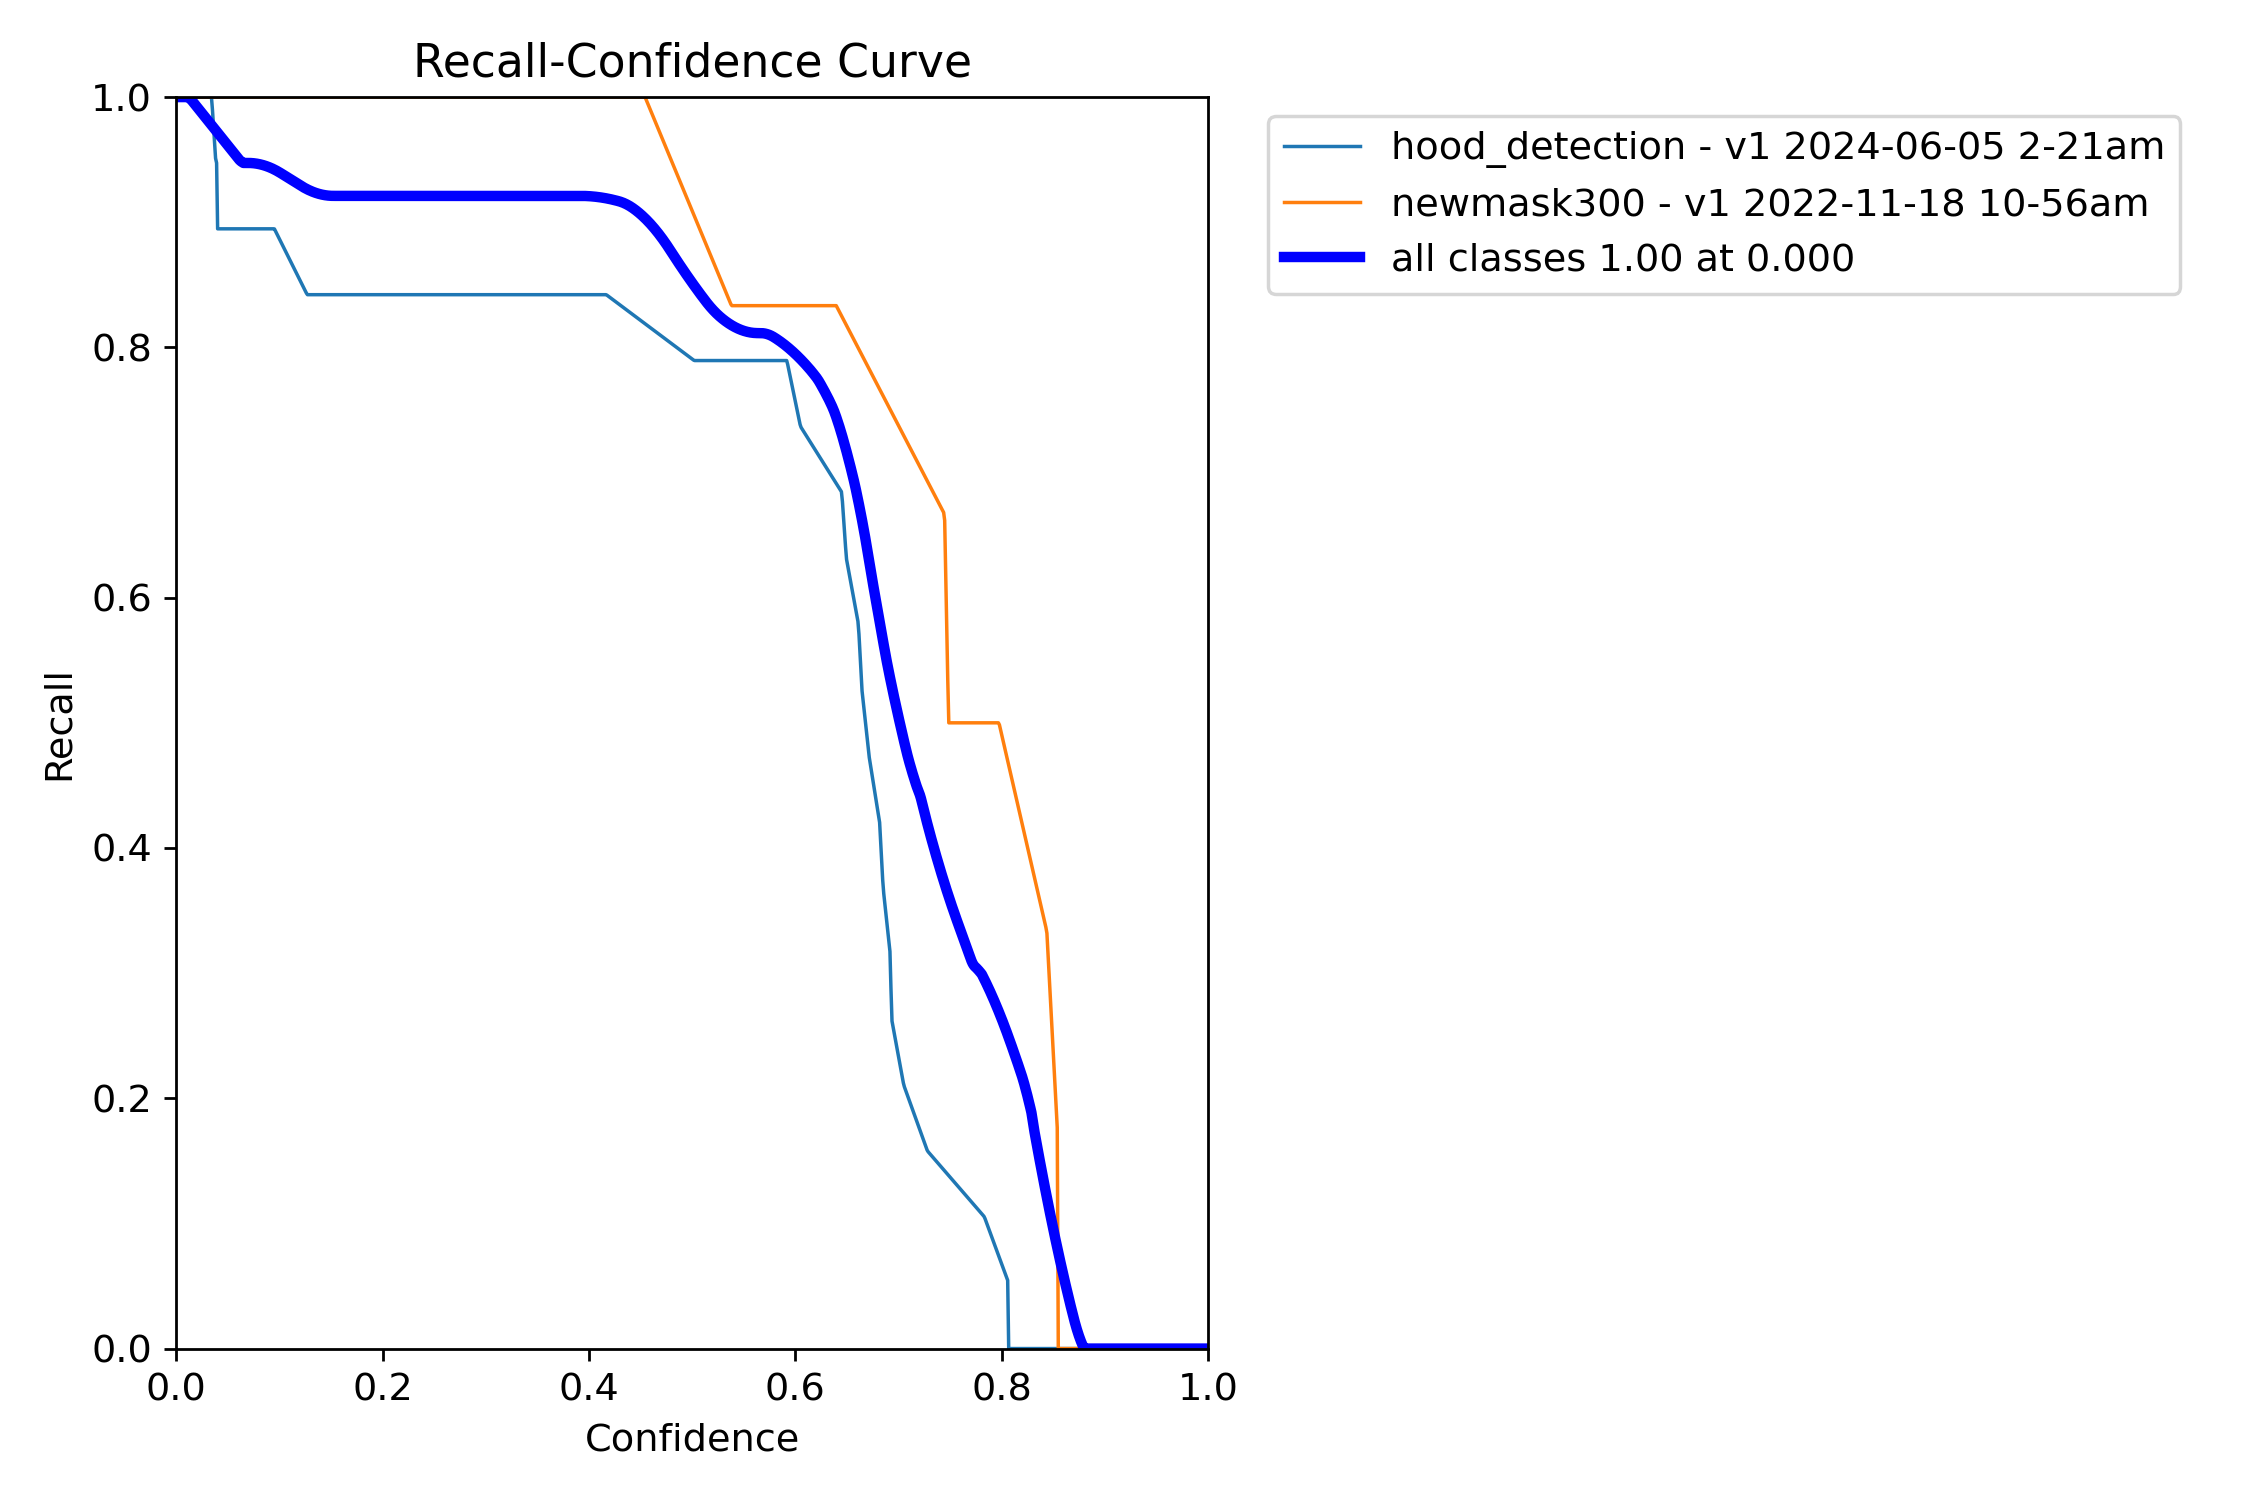 Recall-Confidence Curve
1.0
0.8
0.6
0.4
0.2
0.0
Recall
0.0 0.2 0.4 0.6 0.8 1.0
Confidence
hood_detection - v1 2024-06-05 2-21am
newmask300 - v1 2022-11-18 10-56am
all classes 1.00 at 0.000